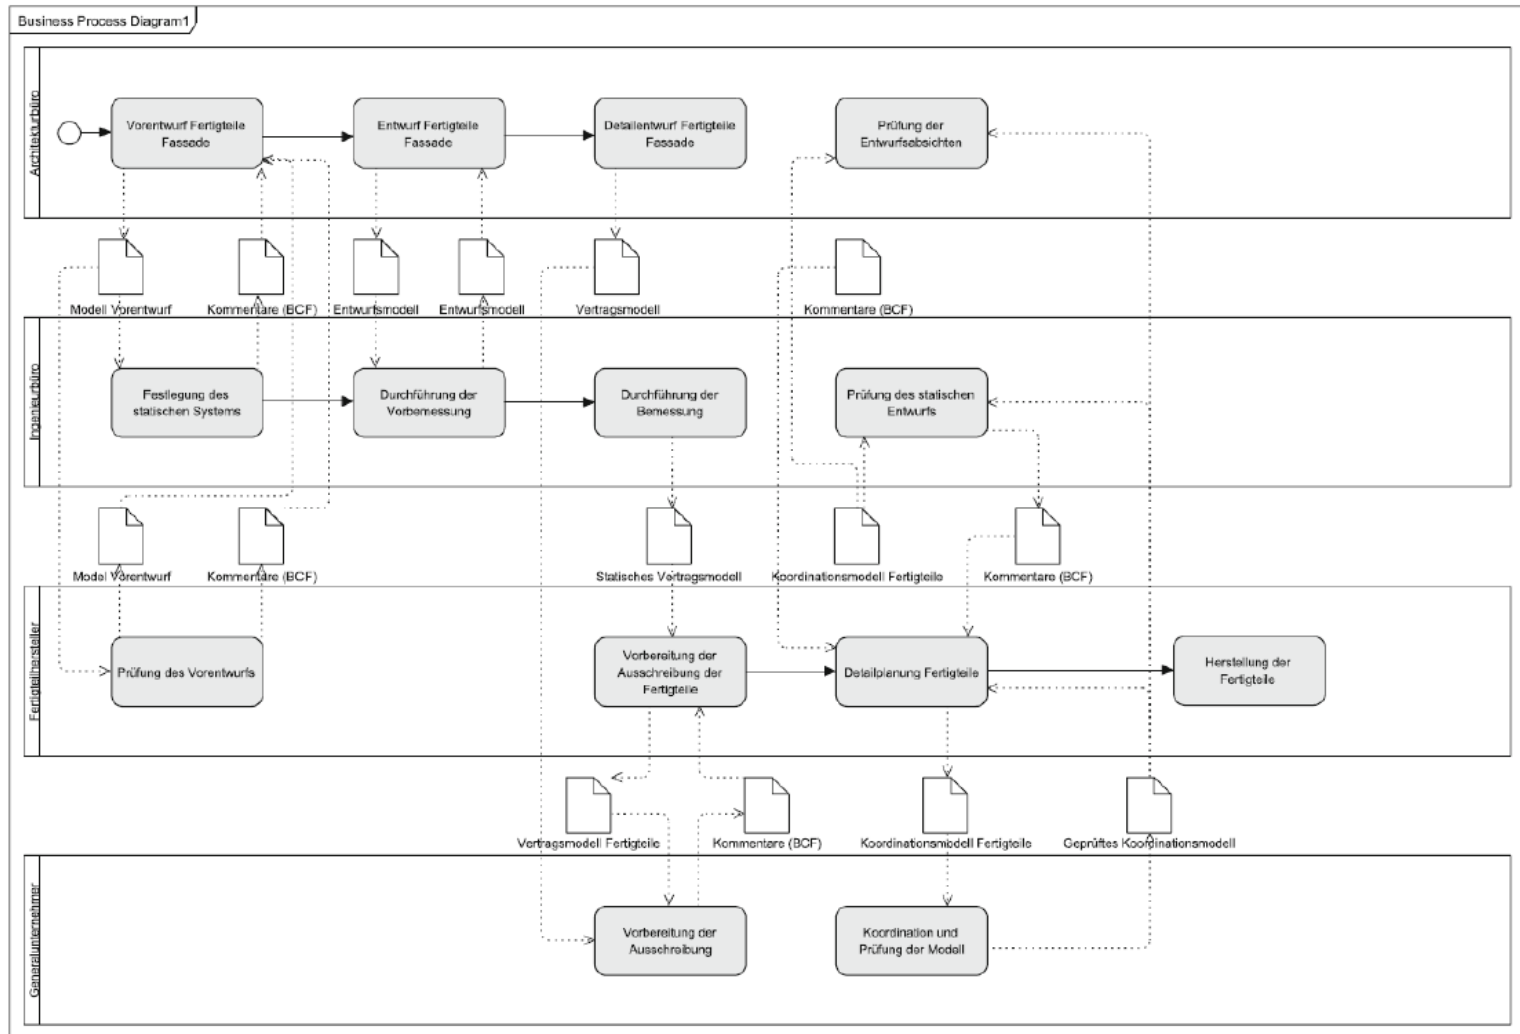 Business Process Diagram1
Architekturbüro
Vorentwurf Fertigteile
Fassade
Entwurf Fertigteile
Fassade
Detailentwurf Fertigteile
Fassade
Prüfung der
Entwurfsabsichten
Modell Vorentwurf
Kommentare (BCF)
Entwurfsmodell
Entwurfsmodell
Vertragsmodell
Kommentare (BCF)
Ingenieurbüro
Festlegung des
statischen Systems
Durchführung der
Vorbemessung
Durchführung der
Bemessung
Prüfung des statischen
Entwurfs
Model Vorentwurf
Kommentare (BCF)
Statisches Vertragsmodell
Koordinationsmodell Fertigteile
Kommentare (BCF)
Fertigteilhersteller
Prüfung des Vorentwurfs
Vorbereitung der
Ausschreibung der
Fertigteile
Detailplanung Fertigteile
Herstellung der
Fertigteile
Vertragsmodell Fertigteile
Kommentare (BCF)
Koordinationsmodell Fertigteile
Geprüftes Koordinationsmodell
Generalunternehmer
Vorbereitung der
Ausschreibung
Koordination und
Prüfung der Modell